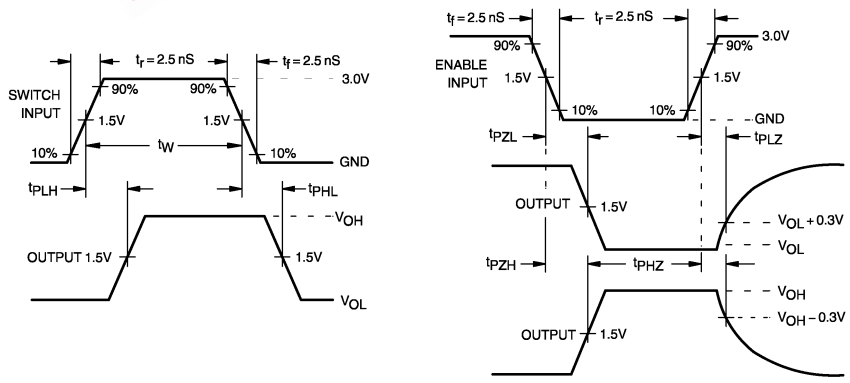 tr = 2.5 nS
tf = 2.5 nS
3.0V
90%
90%
SWITCH
INPUT
1.5V
1.5V
10%
tW
10%
GND
tPLH
tPHL
VOH
OUTPUT 1.5V
1.5V
VOL
tf = 2.5 nS
tr = 2.5 nS
3.0V
90%
90%
ENABLE
INPUT
1.5V
1.5V
10%
10%
GND
tPZL
tPLZ
OUTPUT
1.5V
VOL + 0.3V
VOL
tPZH
tPHZ
VOH
VOH − 0.3V
OUTPUT
1.5V